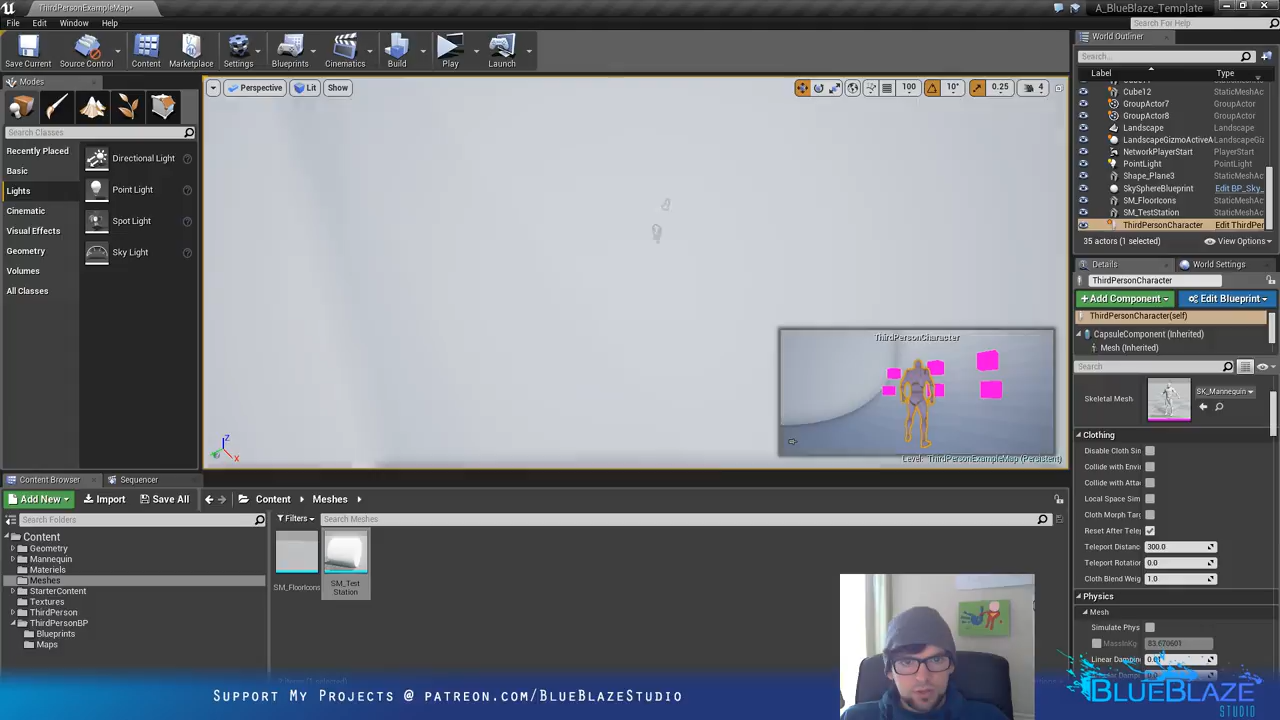 ThirdPersonExampleMap*
A_BlueBlaze_Template
File Edit Window Help
Search For Help
Save Current
Source Control
Content
Marketplace
Settings
Blueprints
Cinematics
Build
Play
Launch
Modes
Search Classes
Recently Placed
Basic
Lights
Cinematic
Visual Effects
Geometry
Volumes
All Classes
Directional Light
Point Light
Spot Light
Sky Light
Perspective
Lit
Show
100
10°
0.25
4
ThirdPersonCharacter
Level: ThirdPersonExampleMap (Persistent)
Z
X
World Outliner
Search...
Label Type
Cube12 StaticMeshAc
GroupActor7 GroupActor
GroupActor8 GroupActor
Landscape Landscape
LandscapeGizmoActiveA LandscapeGi
NetworkPlayerStart PlayerStart
PointLight PointLight
Shape_Plane3 StaticMeshAc
SkySphereBlueprint Edit BP_Sky_
SM_FloorIcons StaticMeshAc
SM_TestStation StaticMeshAc
ThirdPersonCharacter Edit ThirdPer
35 actors (1 selected)
View Options
Details
World Settings
ThirdPersonCharacter
+Add Component
Edit Blueprint
ThirdPersonCharacter(self)
CapsuleComponent (Inherited)
Mesh (Inherited)
Search
Skeletal Mesh
SK_Mannequin
Clothing
Disable Cloth Sim
Collide with Envi
Collide with Atta
Local Space Sim
Cloth Morph Targ
Reset After Telep
Teleport Distanc 300.0
Teleport Rotation 0.0
Cloth Blend Weig 1.0
Physics
Mesh
Simulate Phys
MassInKg 83.670601
Linear Damping
Content Browser
Sequencer
Add New
Import
Save All
Content
Meshes
Search Folders
Filters
Search Meshes
Content
Geometry
Mannequin
Materiels
Meshes
StarterContent
Textures
ThirdPerson
ThirdPersonBP
Blueprints
Maps
SM_FloorIcons
SM_Test
Station
Support My Projects @ patreon.com/BlueBlazeStudio
BLUEBLAZE
STUDIO